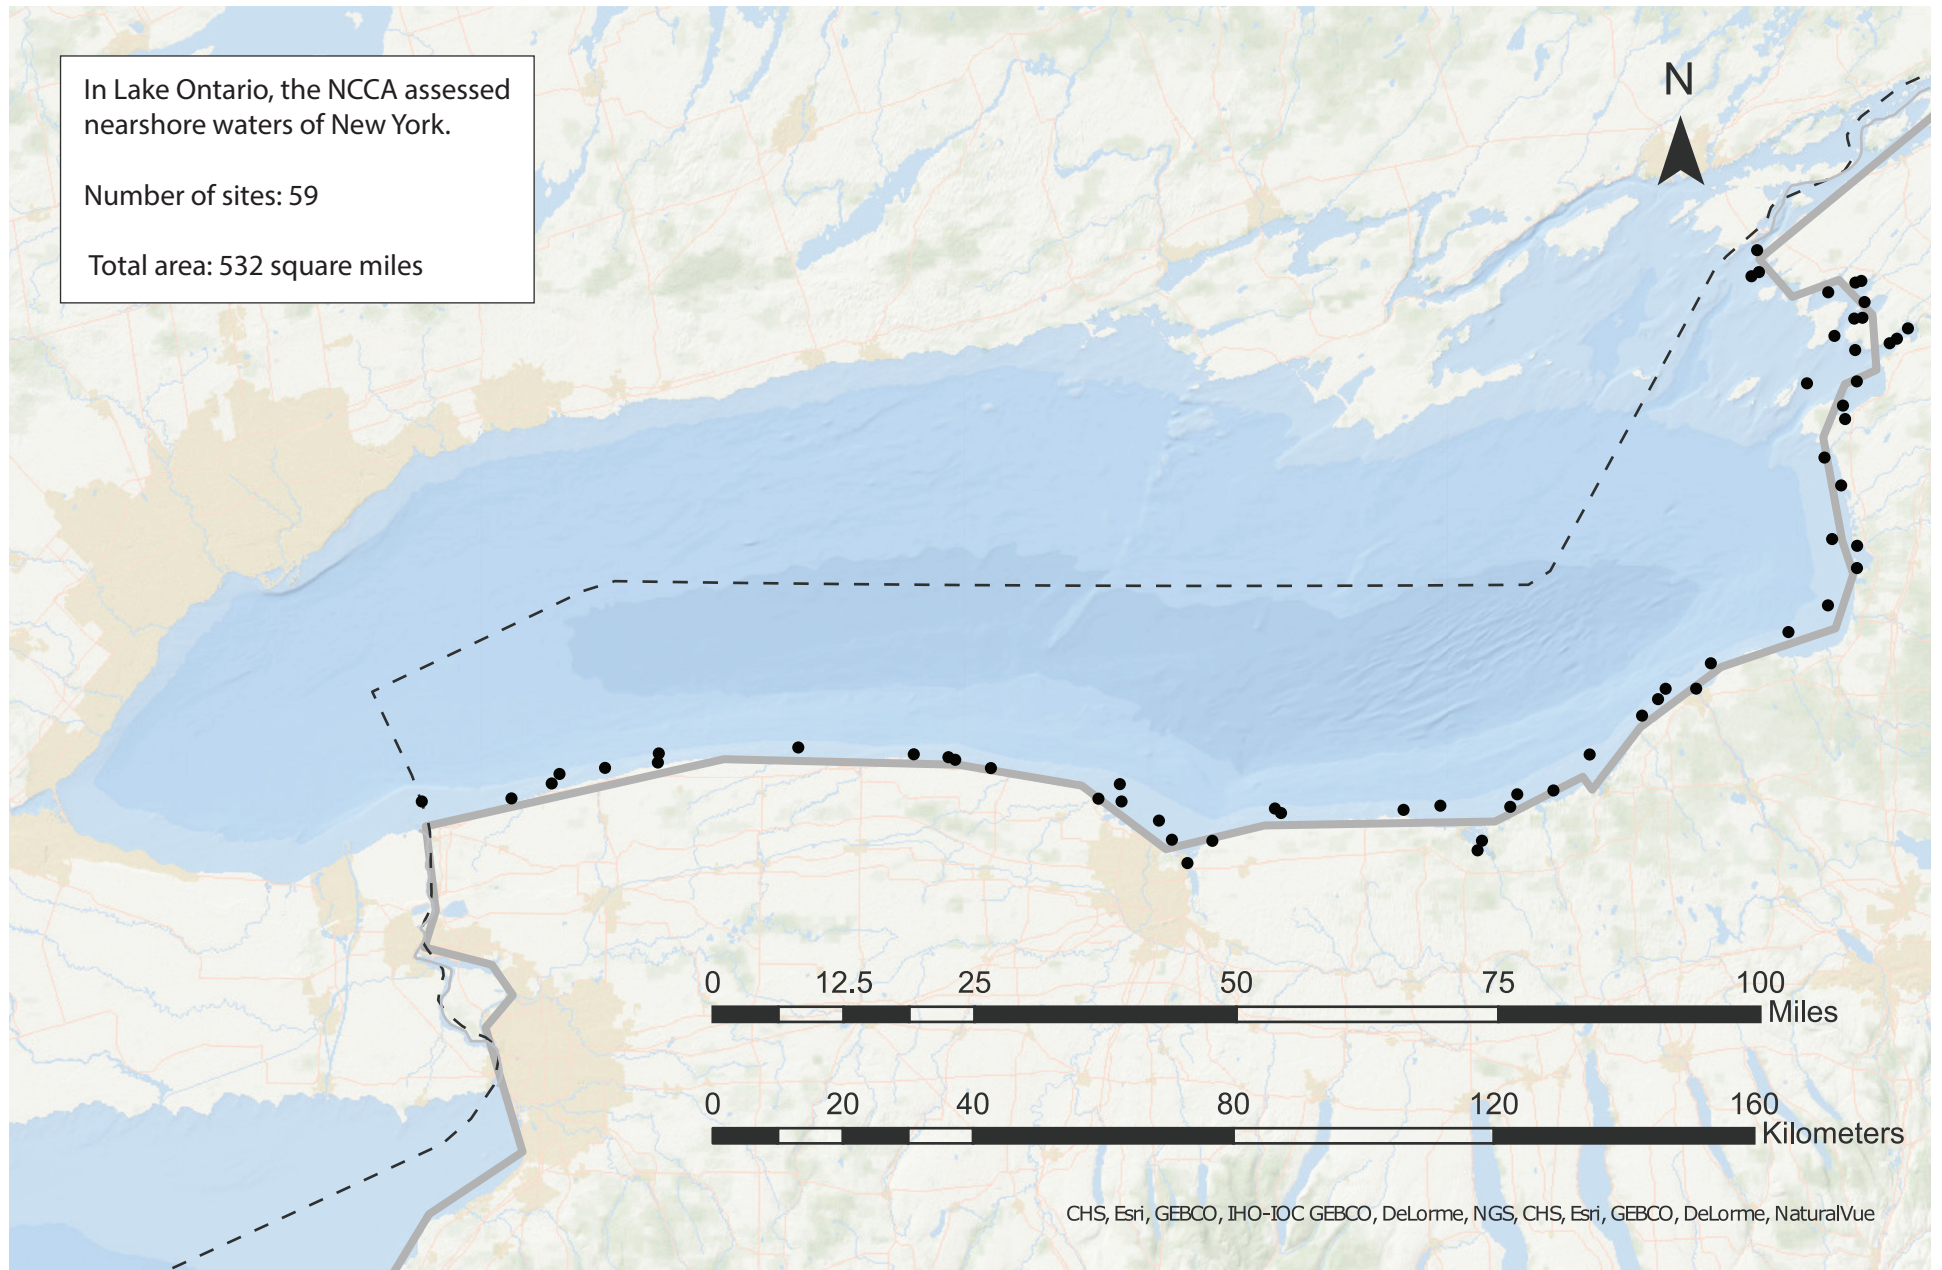 In Lake Ontario, the NCCA assessed
nearshore waters of New York.
Number of sites: 59
Total area: 532 square miles
N
0 12.5 25 50 75 100
Miles
0 20 40 80 120 160
Kilometers
CHS, Esri, GEBCO, IHO-IOC GEBCO, DeLorme, NGS, CHS, Esri, GEBCO, DeLorme, NaturalVue